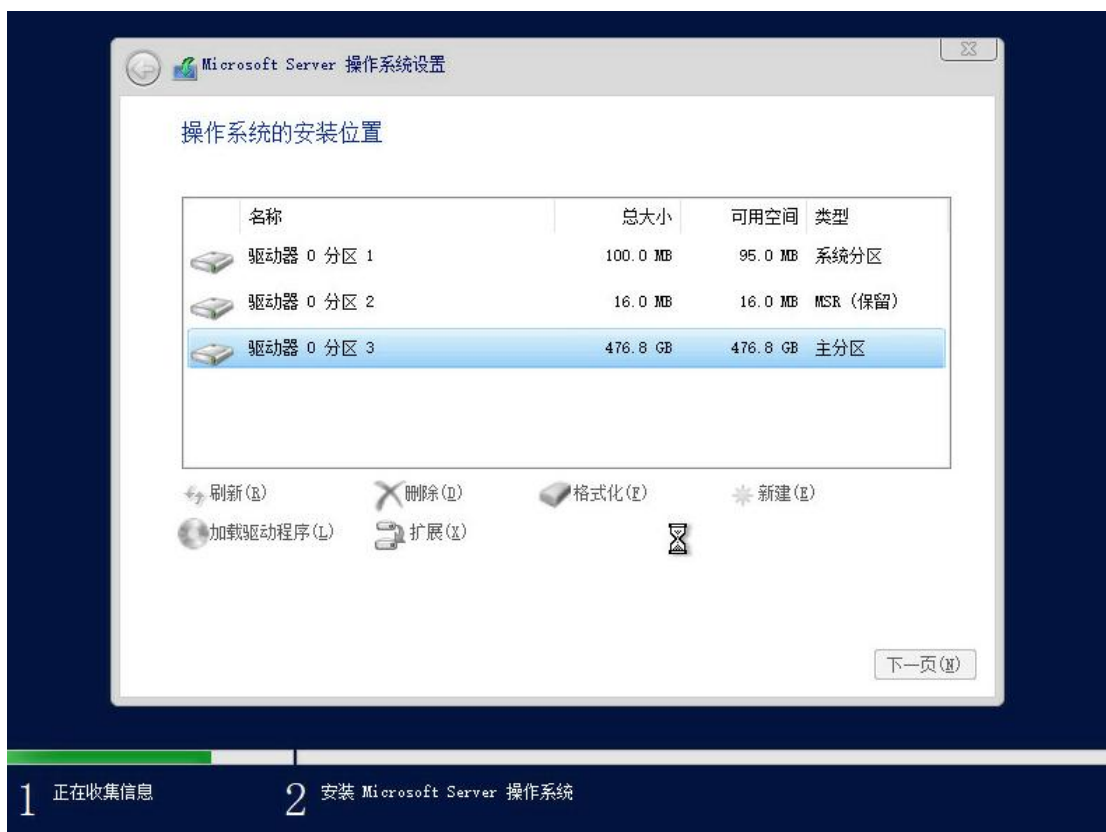 Microsoft Server 操作系统设置
操作系统的安装位置
名称 总大小 可用空间 类型
驱动器 0 分区 1 100.0 MB 95.0 MB 系统分区
驱动器 0 分区 2 16.0 MB 16.0 MB MSR (保留)
驱动器 0 分区 3 476.8 GB 476.8 GB 主分区
刷新(R) 删除(D) 格式化(F) 新建(E)
加载驱动程序(L) 扩展(X)
下一页(N)
1 正在收集信息 2 安装 Microsoft Server 操作系统